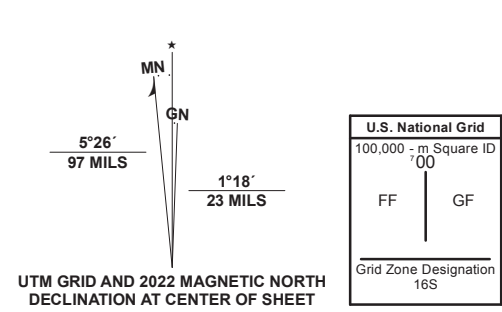 ★
MN
GN
5°26´
97 MILS
1°18´
23 MILS
UTM GRID AND 2022 MAGNETIC NORTH
DECLINATION AT CENTER OF SHEET
U.S. National Grid
100,000 - m Square ID
⁷00
FF GF
Grid Zone Designation
16S